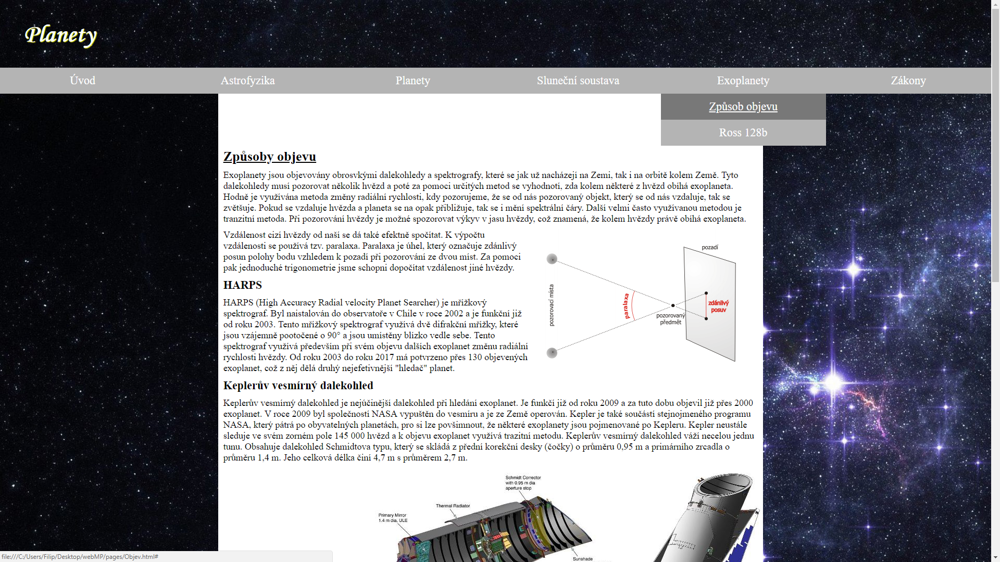 Planety
Úvod
Astrofyzika
Planety
Sluneční soustava
Exoplanety
Zákony
Způsob objevu
Ross 128b
Způsoby objevu
Exoplanety jsou objevovány obrosvkými dalekohledy a spektrografy, které se jak už nacházejí na Zemi, tak i na orbitě kolem Země. Tyto
dalekohledy musí pozorovat několik hvězd a poté za pomoci určitých metod se vyhodnotí, zda kolem některé z hvězd obíhá exoplaneta.
Hodně je využívána metoda změny radiální rychlosti, kdy pozorujeme, že se od nás pozorovaný objekt, který se od nás vzdaluje, tak se
zvětšuje. Pokud se vzdaluje hvězda a planeta se na opak přibližuje, tak se i mění spektrální čáry. Další velmi často využívanou metodou je
tranzitní metoda. Při pozorování hvězdy je možné spozorovat výkyv v jasu hvězdy, což znamená, že kolem hvězdy právě obíhá exoplaneta.
Vzdálenost cizí hvězdy od naší se dá také efektně spočítat. K výpočtu
vzdálenosti se používá tzv. paralaxa. Paralaxa je úhel, který označuje zdánlivý
posun polohy bodu vzhledem k pozadí při pozorování ze dvou míst. Za pomoci
pak jednoduché trigonometrie jsme schopni dopočítat vzdálenost jiné hvězdy.
pozadí
pozorovací místa
paralaxa
pozorovaný
předmět
zdánlivý
posuv
HARPS
HARPS (High Accuracy Radial velocity Planet Searcher) je mřížkový
spektrograf. Byl naistalován do observatoře v Chile v roce 2002 a je funkční již
od roku 2003. Tento mřížkový spektrograf využívá dvě difrakční mřížky, které
jsou vzájemně pootočené o 90° a jsou umístěny blízko vedle sebe. Tento
spektrograf využívá především při svém objevu dalších exoplanet změnu radiální
rychlosti hvězdy. Od roku 2003 do roku 2017 má potvrzeno přes 130 objevených
exoplanet, což z něj dělá druhý nejefetivnější "hledač" planet.
Keplerův vesmírný dalekohled
Keplerův vesmírný dalekohled je nejúčinější dalekohled při hledání exoplanet. Je funkčí již od roku 2009 a za tuto dobu objevil již přes 2000
exoplanet. V roce 2009 byl společností NASA vypuštěn do vesmíru a je ze Země operován. Kepler je také součástí stejnojmeného programu
NASA, který pátrá po obyvatelných planetách, pro si lze povšimnout, že některé exoplanety jsou pojmenované po Kepleru. Kepler neustále
sleduje ve svém zorném pole 145 000 hvězd a k objevu exoplanet využívá trazitní metodu. Keplerův vesmírný dalekohled váží necelou jednu
tunu. Obsahuje dalekohled Schmidtova typu, který se skládá z přední korekční desky (čočky) o průměru 0,95 m a primárního zrcadla o
průměru 1,4 m. Jeho celková délka činí 4,7 m s průměrem 2,7 m.
Schmidt Corrector
with 0.95 m dia
aperture stop
Thermal Radiator
Primary Mirror
1.4 m dia, ULE
Sunshade
file:///C:/Users/Filip/Desktop/webMP/pages/Objev.html#